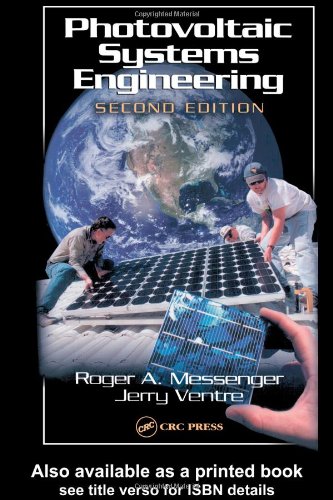 Photovoltaic
Systems
Engineering
SECOND EDITION
Roger A. Messenger
Jerry Ventre
CRC
CRC PRESS
Also available as a printed book
see title verso for ISBN details